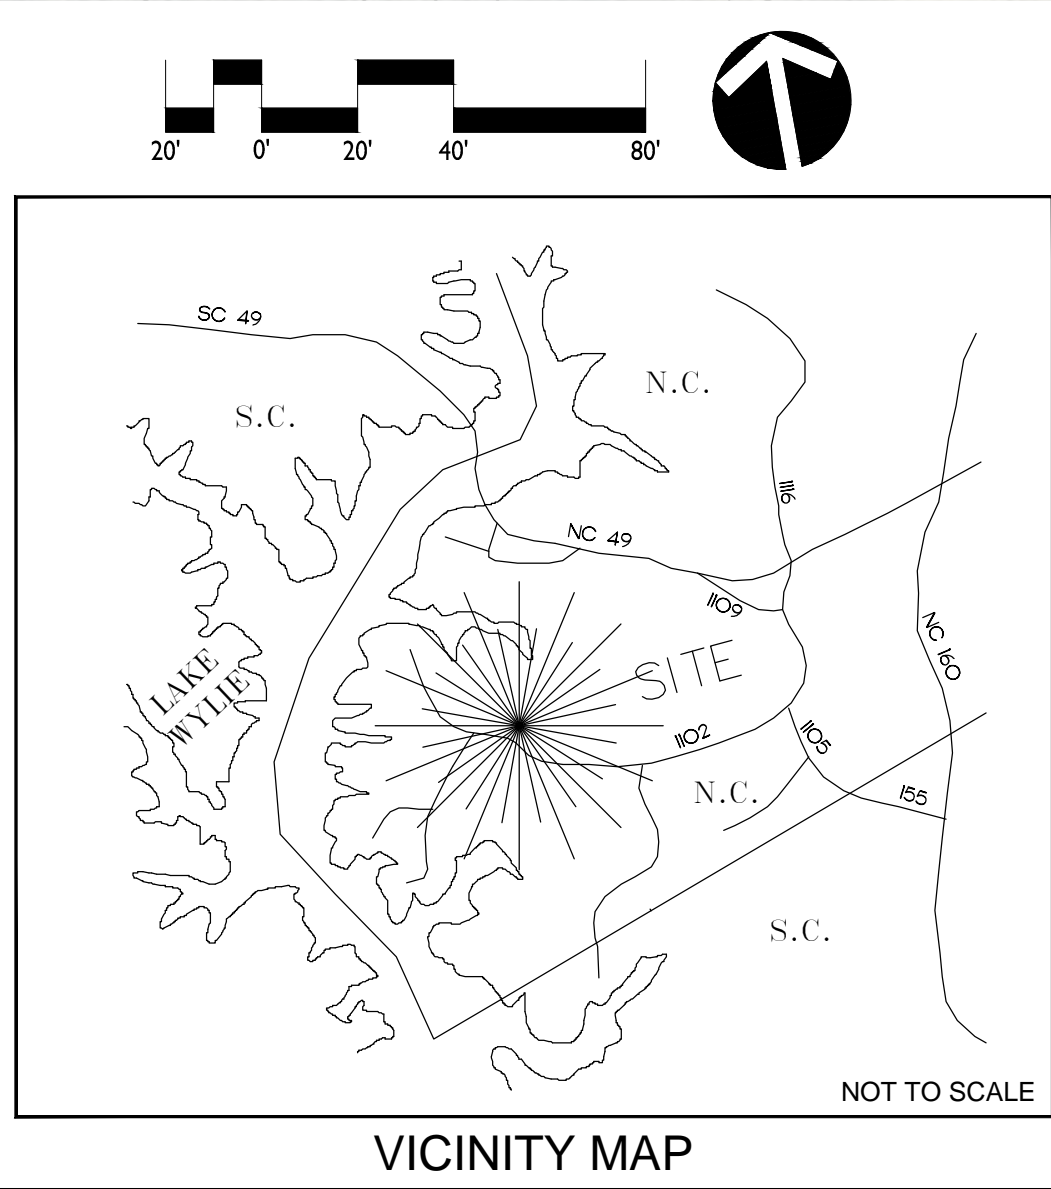 20' 0' 20' 40' 80'
SC 49
N.C.
S.C.
1116
NC 49
1109
NC 160
SITE
LAKE
WYLIE
1102
1105
N.C.
155
S.C.
NOT TO SCALE
VICINITY MAP